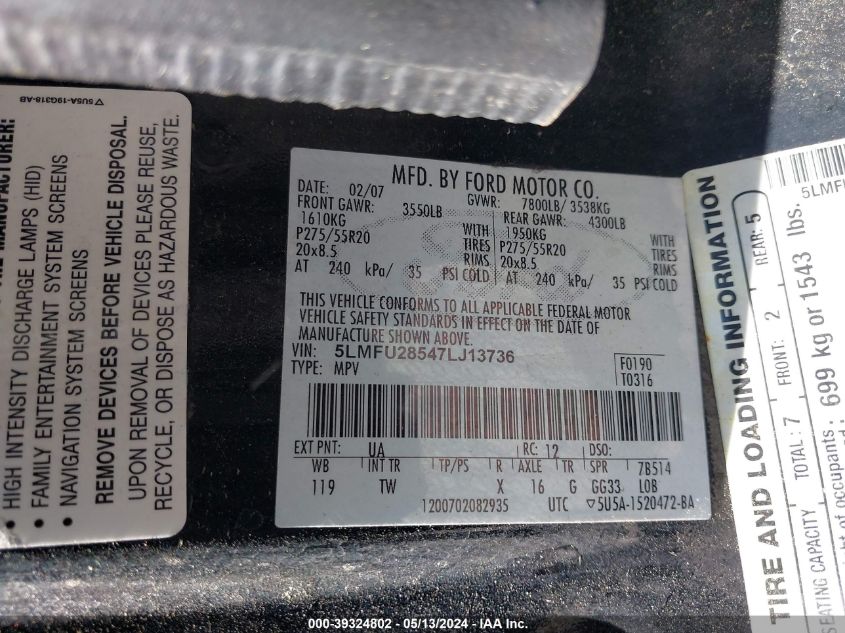 5U5A-19G318-AB
MANUFACTURER:
• HIGH INTENSITY DISCHARGE LAMPS (HID)
• FAMILY ENTERTAINMENT SYSTEM SCREENS
• NAVIGATION SYSTEM SCREENS
REMOVE DEVICES BEFORE VEHICLE DISPOSAL.
UPON REMOVAL OF DEVICES PLEASE REUSE,
RECYCLE, OR DISPOSE AS HAZARDOUS WASTE.
MFD. BY FORD MOTOR CO.
DATE: 02/07 GVWR: 7800LB/ 3538KG
FRONT GAWR: 3550LB REAR GAWR: 4300LB
1610KG WITH 1950KG WITH
P275/55R20 TIRES P275/55R20 TIRES
20x8.5 RIMS 20x8.5 RIMS
AT 240 kPa/ 35 PSI COLD AT 240 kPa/ 35 PSI COLD
THIS VEHICLE CONFORMS TO ALL APPLICABLE FEDERAL MOTOR
VEHICLE SAFETY STANDARDS IN EFFECT ON THE DATE OF
MANUFACTURE SHOWN ABOVE.
VIN: 5LMFU28547LJ13736
TYPE: MPV
F0190
T0316
EXT PNT: UA RC: 12 DSO:
WB INT TR TP/PS R AXLE TR SPR 7B514
119 TW X 16 G GG33 LOB
1200702082935 UTC ▽5U5A-1520472-BA
TIRE AND LOADING INFORMATION
SEATING CAPACITY TOTAL: 7 FRONT: 2 REAR: 5
699 kg or 1543 lbs.
000-39324802 - 05/13/2024 - IAA Inc.